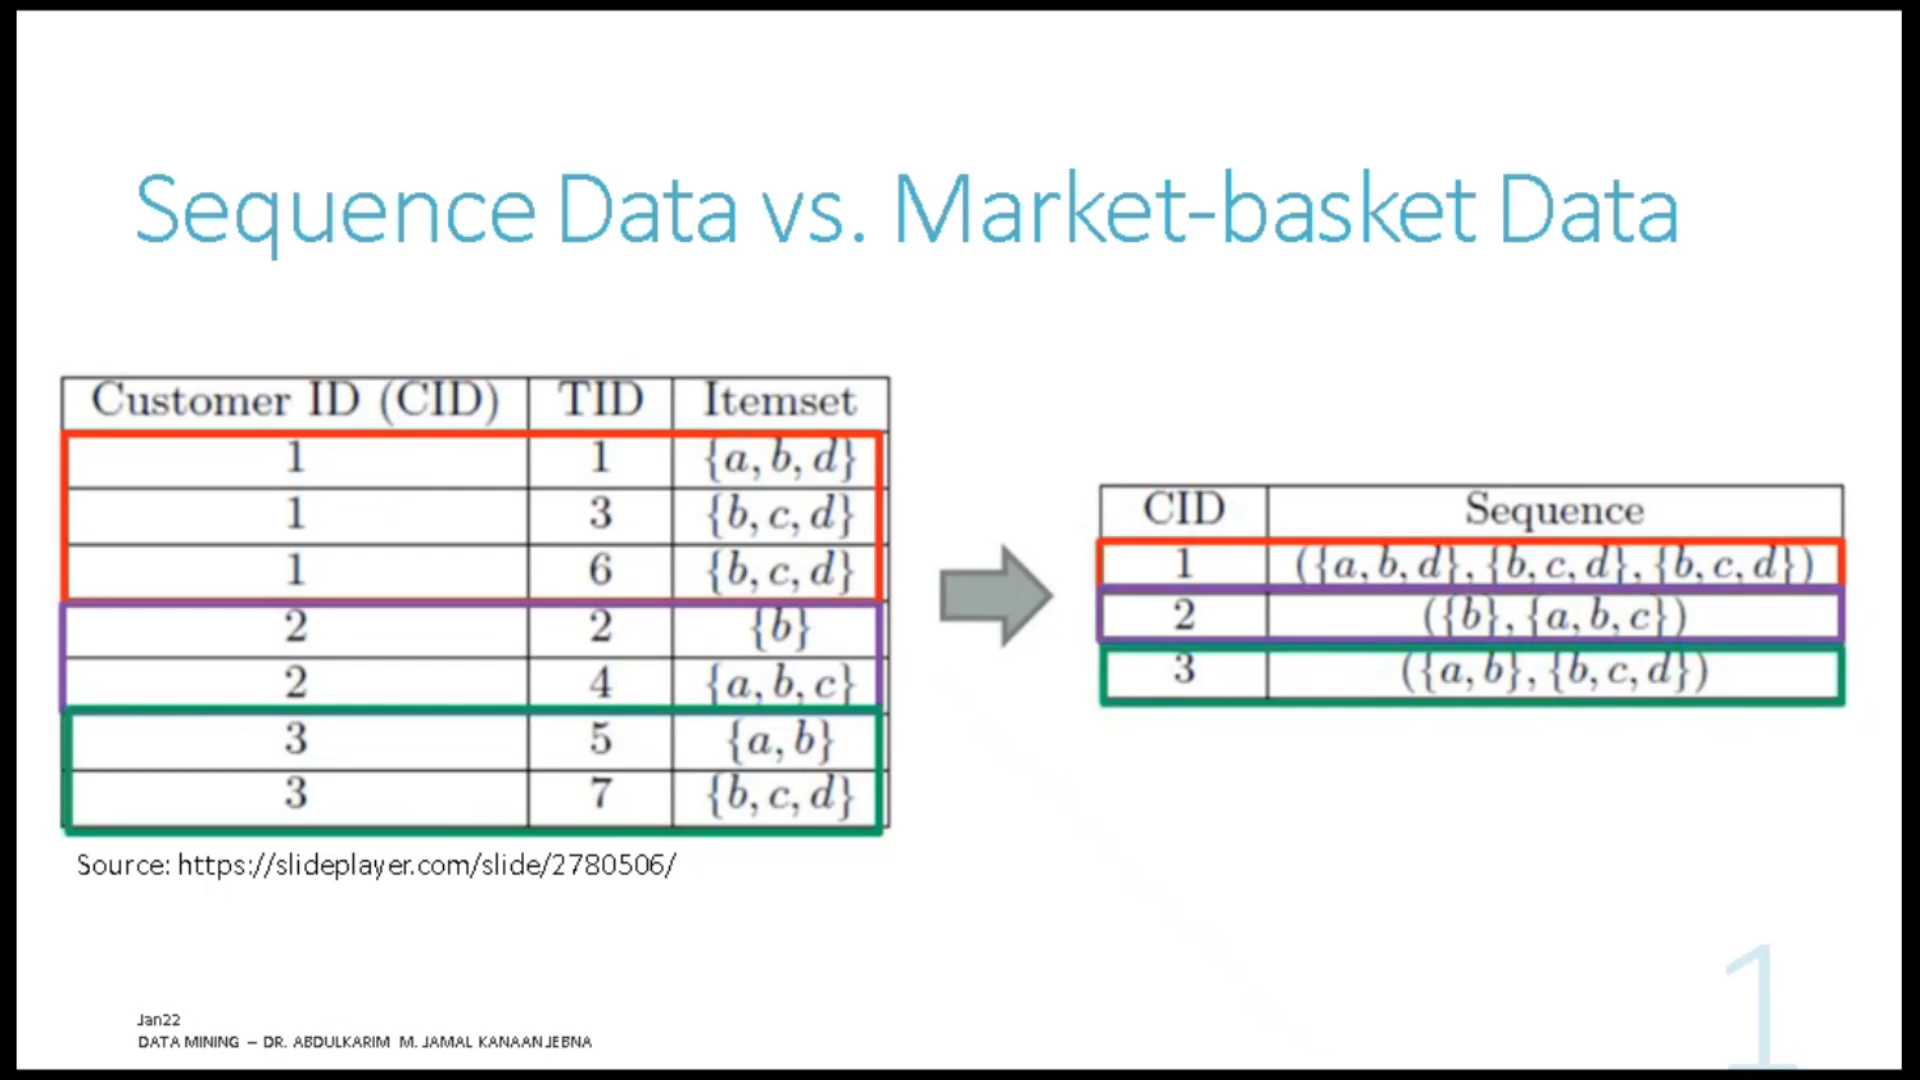 Sequence Data vs. Market-basket Data
Customer ID (CID) TID Itemset
1 1 {a, b, d}
1 3 {b, c, d}
1 6 {b, c, d}
2 2 {b}
2 4 {a, b, c}
3 5 {a, b}
3 7 {b, c, d}
Source: https://slideplayer.com/slide/2780506/
CID Sequence
1 ({a, b, d}, {b, c, d}, {b, c, d})
2 ({b}, {a, b, c})
3 ({a, b}, {b, c, d})
Jan22
DATA MINING – DR. ABDULKARIM M. JAMAL KANAAN JEBNA
1